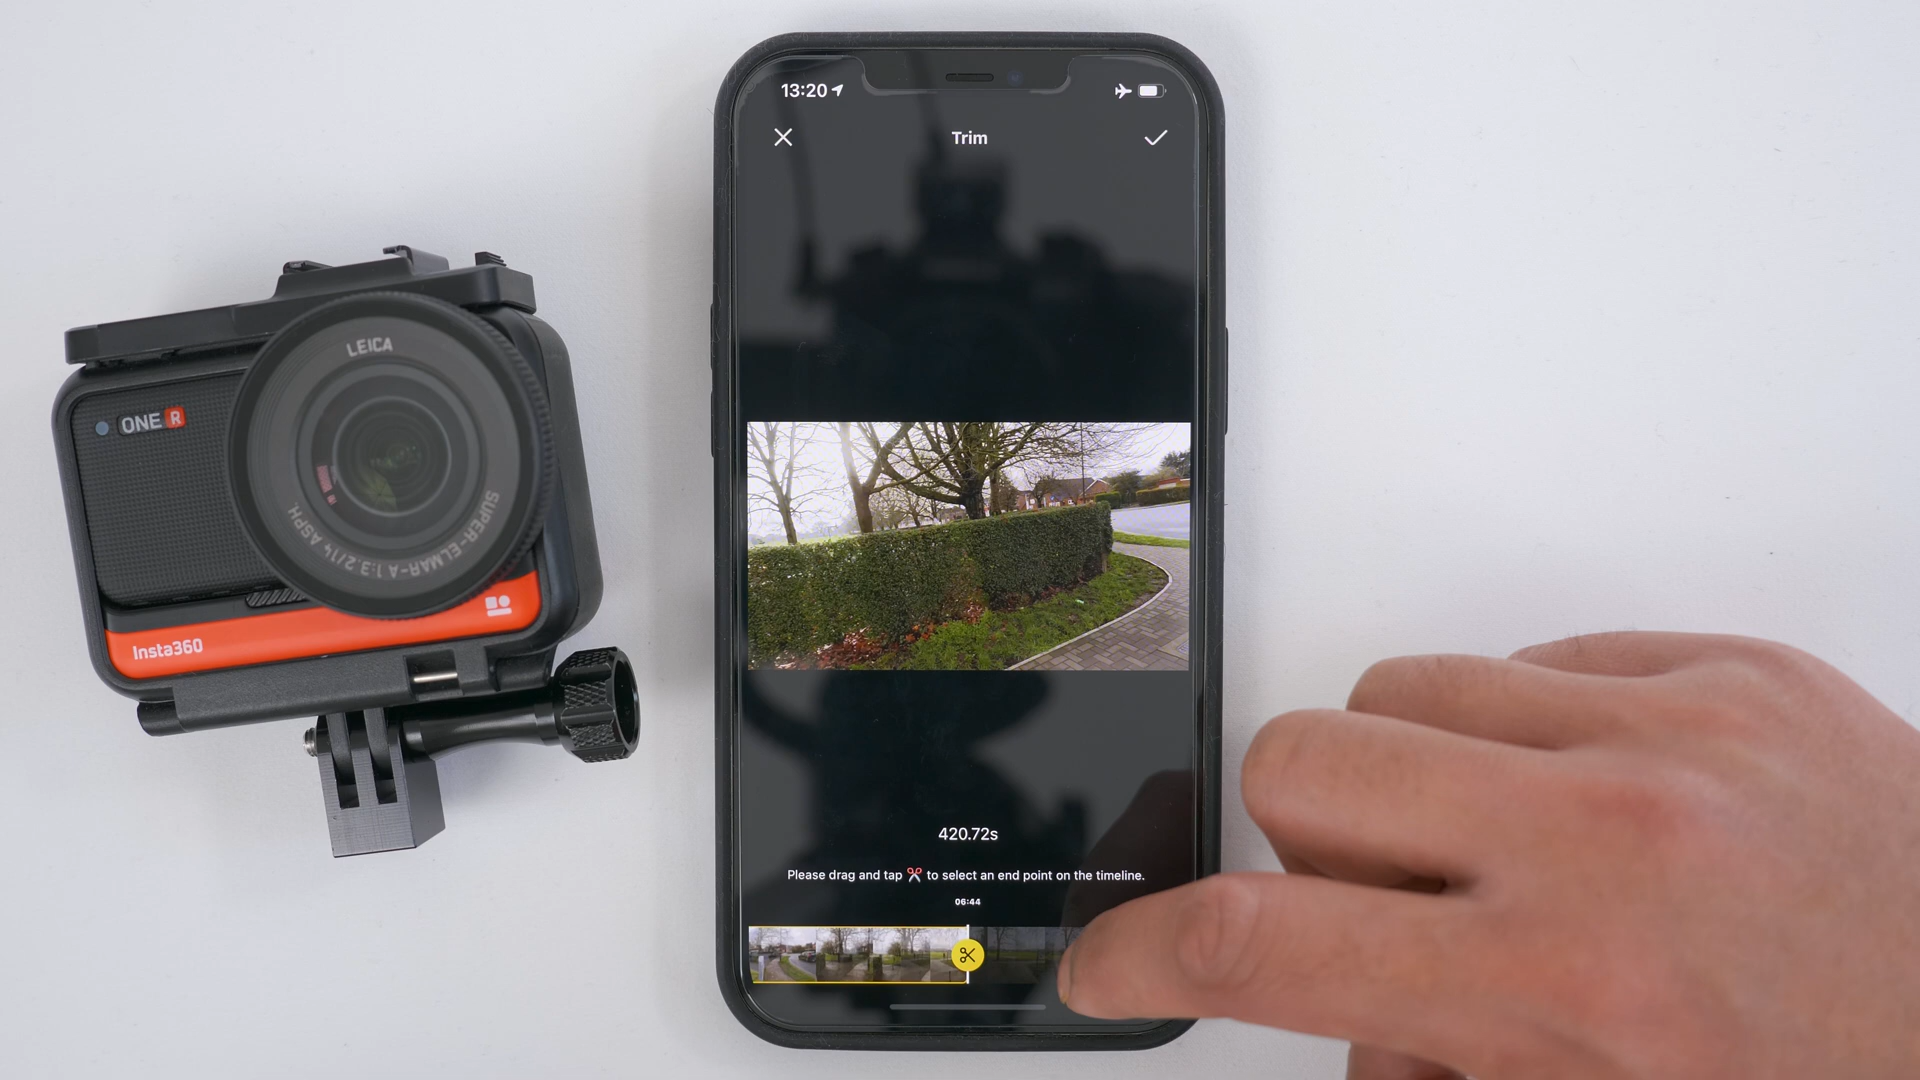 LEICA
ONE R
SUPER-ELMAR-A 1:3.2/14 ASPH.
Insta360
13:20
Trim
420.72s
Please drag and tap to select an end point on the timeline.
06:44